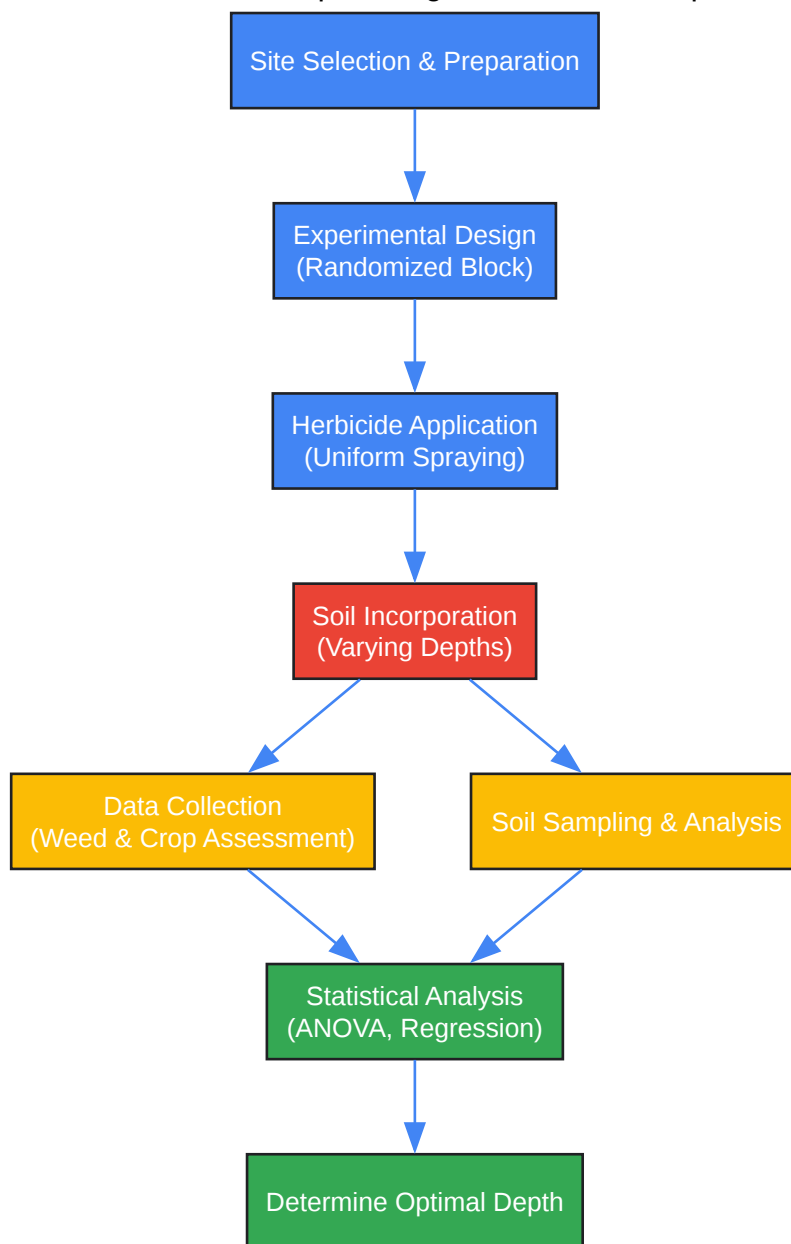 Site Selection & Preparation
Experimental Design
(Randomized Block)
Herbicide Application
(Uniform Spraying)
Soil Incorporation
(Varying Depths)
Data Collection
(Weed & Crop Assessment)
Soil Sampling & Analysis
Statistical Analysis
(ANOVA, Regression)
Determine Optimal Depth